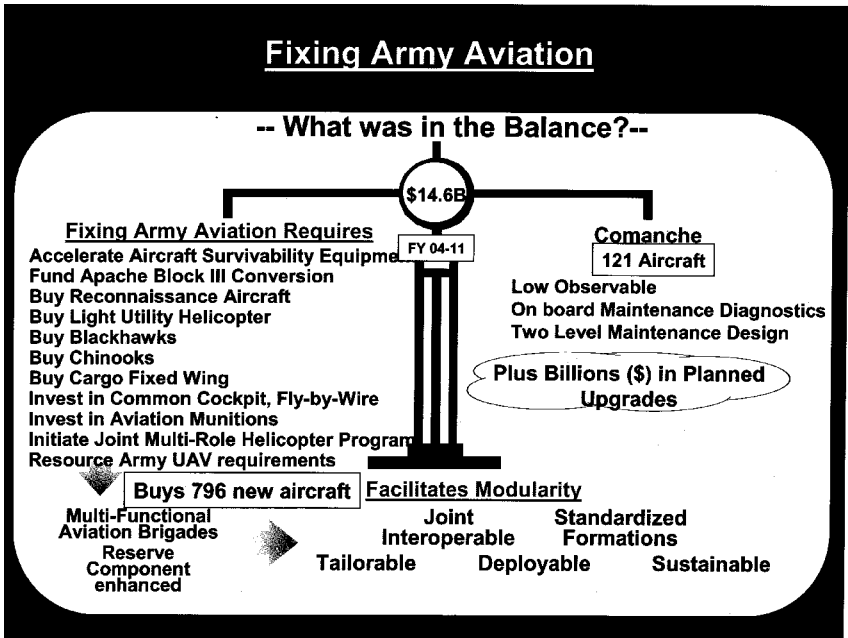 Fixing Army Aviation
-- What was in the Balance?--
$14.6B
FY 04-11
Fixing Army Aviation Requires
Accelerate Aircraft Survivability Equipmen
Fund Apache Block III Conversion
Buy Reconnaissance Aircraft
Buy Light Utility Helicopter
Buy Blackhawks
Buy Chinooks
Buy Cargo Fixed Wing
Invest in Common Cockpit, Fly-by-Wire
Invest in Aviation Munitions
Initiate Joint Multi-Role Helicopter Program
Resource Army UAV requirements
Comanche
121 Aircraft
Low Observable
On board Maintenance Diagnostics
Two Level Maintenance Design
Plus Billions ($) in Planned
Upgrades
Buys 796 new aircraft
Multi-Functional
Aviation Brigades
Reserve
Component
enhanced
Facilitates Modularity
Joint
Interoperable
Standardized
Formations
Tailorable
Deployable
Sustainable